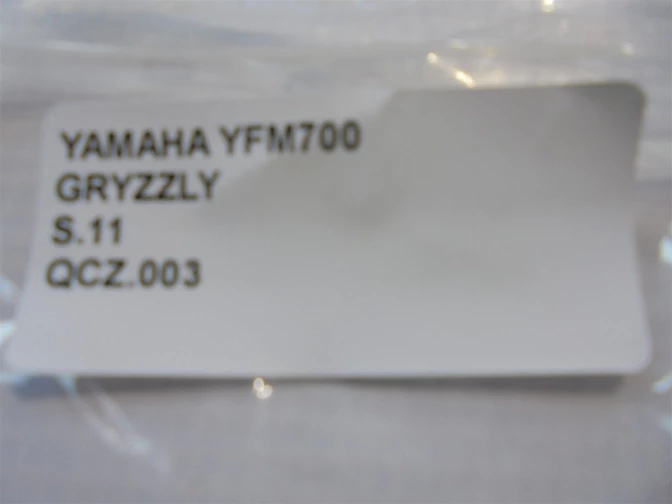 YAMAHA YFM700
GRYZZLY
S.11
QCZ.003